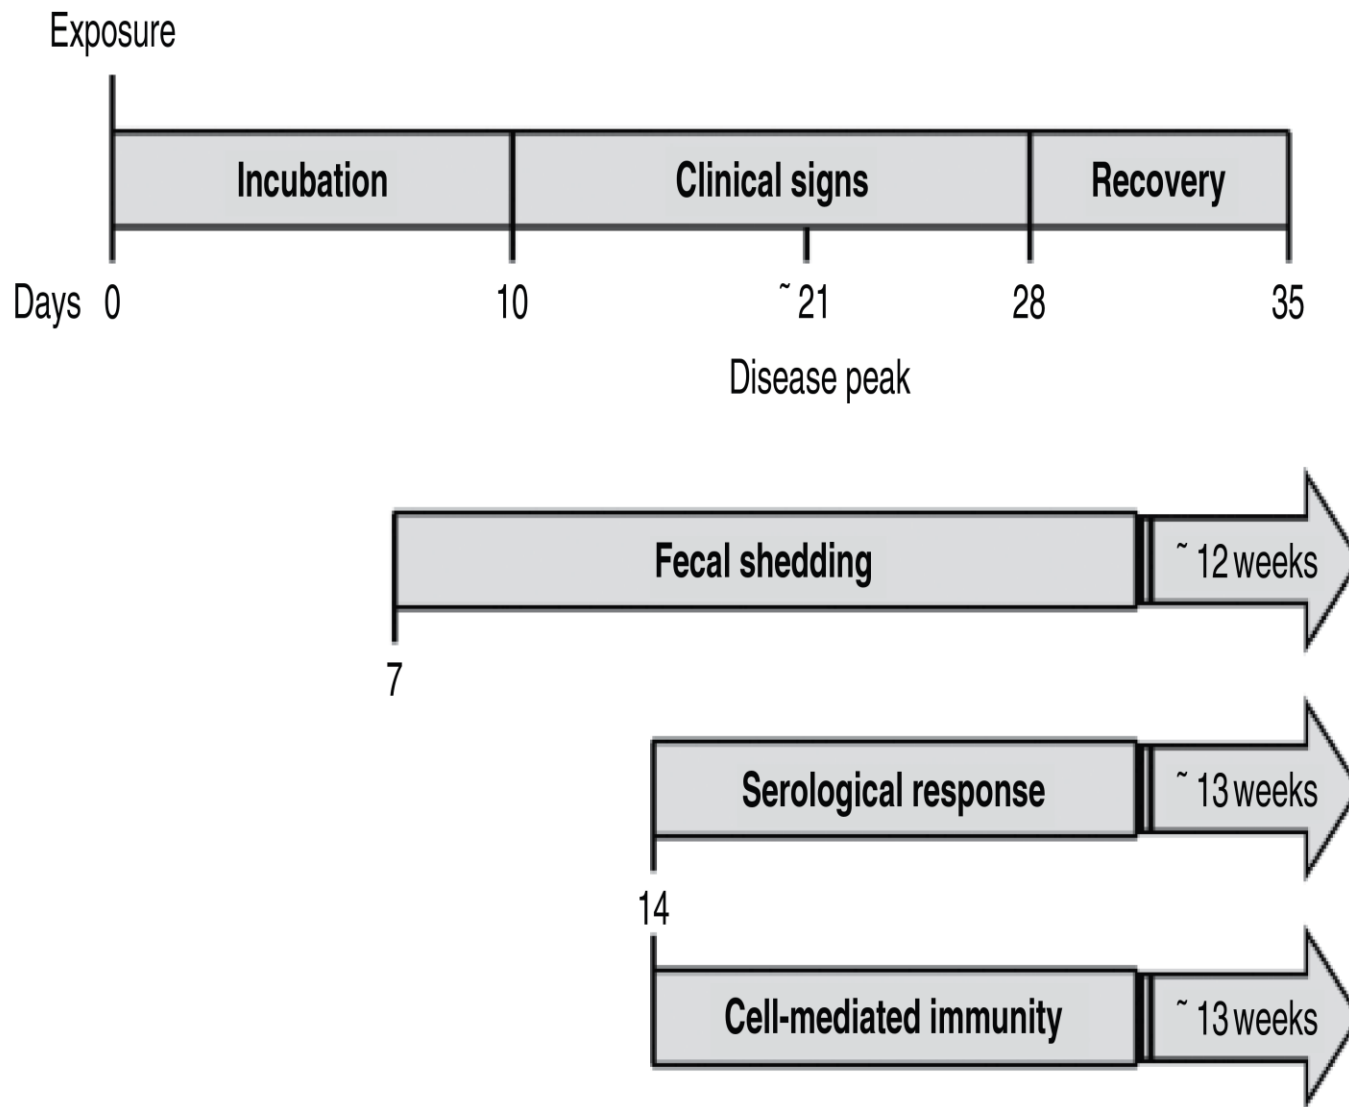 Exposure
Incubation Clinical signs Recovery
Days 0 10 ~ 21 28 35
Disease peak
Fecal shedding ~ 12 weeks
7
Serological response ~ 13 weeks
14
Cell-mediated immunity ~ 13 weeks